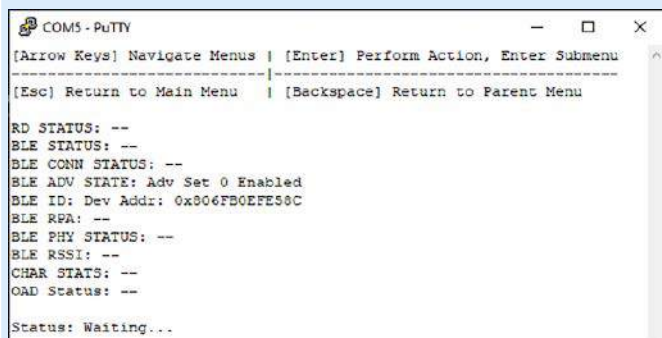 COM5 - PuTTY
[Arrow Keys] Navigate Menus | [Enter] Perform Action, Enter Submenu
----------------------------|--------------------------------------
[Esc] Return to Main Menu | [Backspace] Return to Parent Menu
RD STATUS: --
BLE STATUS: --
BLE CONN STATUS: --
BLE ADV STATE: Adv Set 0 Enabled
BLE ID: Dev Addr: 0x806FB0EFE58C
BLE RPA: --
BLE PHY STATUS: --
BLE RSSI: --
CHAR STATS: --
OAD Status: --
Status: Waiting...